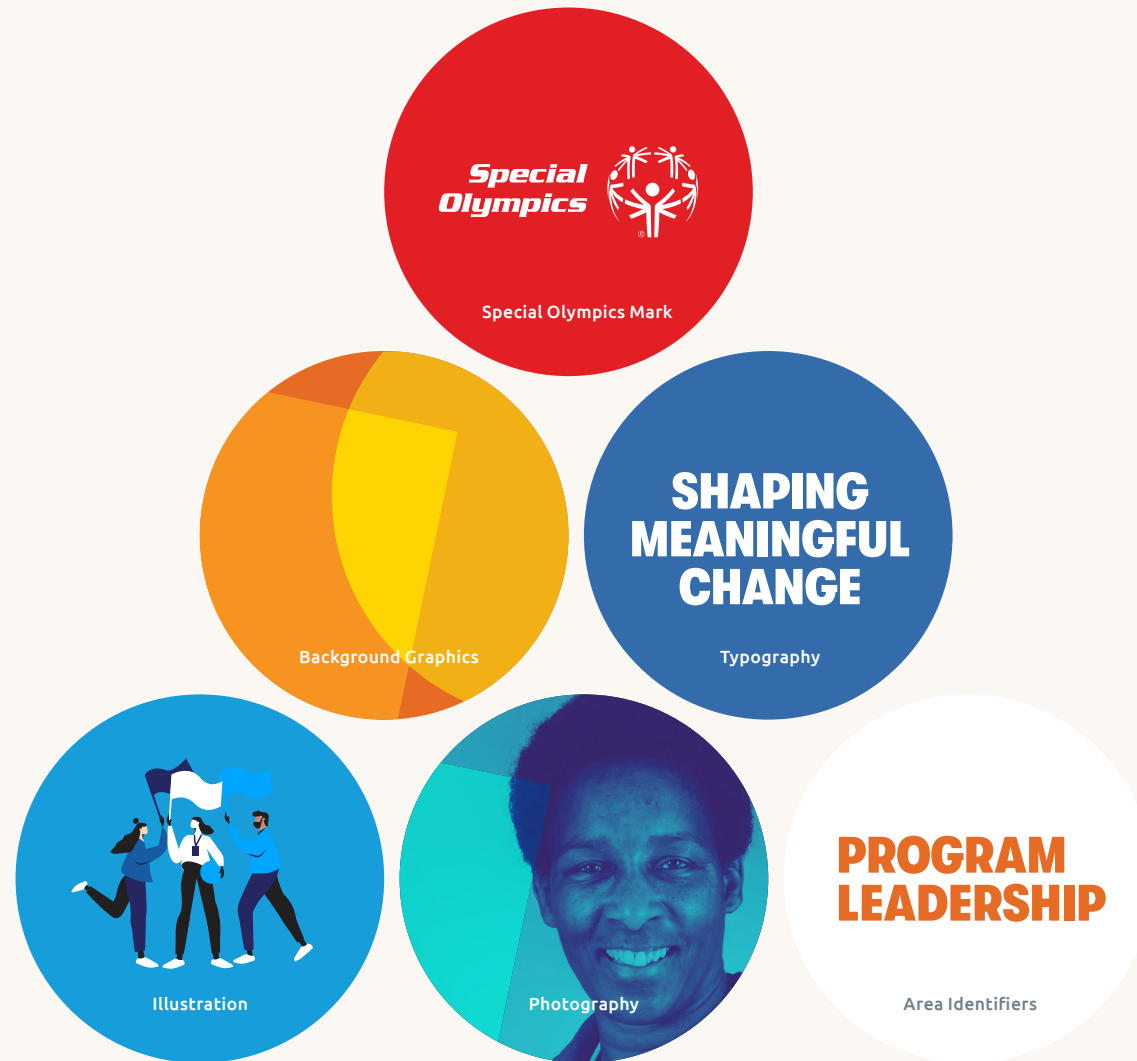 Special
Olympics
®
Special Olympics Mark
SHAPING
MEANINGFUL
CHANGE
Background Graphics
Typography
PROGRAM
LEADERSHIP
Illustration
Photography
Area Identifiers